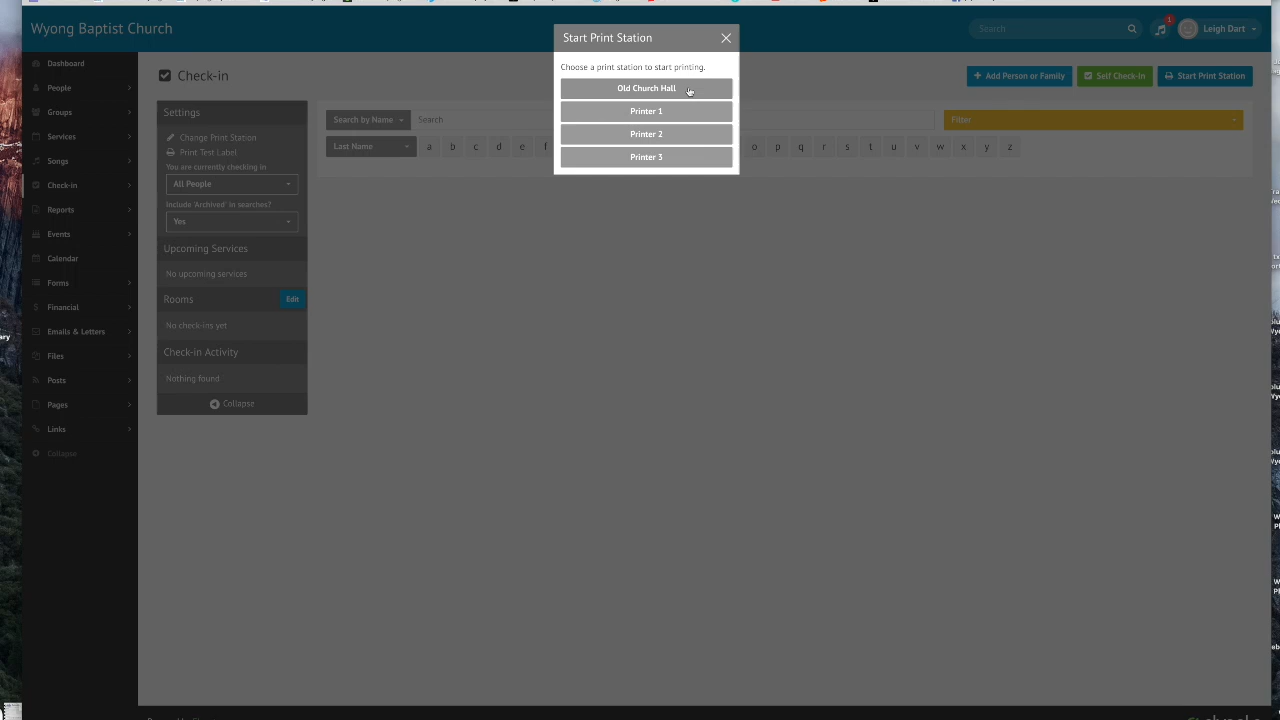 Wyong Baptist Church
Start Print Station
Search
1
Leigh Dart
Choose a print station to start printing.
Old Church Hall
Printer 1
Printer 2
Printer 3
Dashboard
People
Groups
Services
Songs
Check-in
Reports
Events
Calendar
Forms
$ Financial
Emails & Letters
Files
Posts
Pages
Links
Collapse
Check-in
+ Add Person or Family
Self Check-in
Start Print Station
Settings
Change Print Station
Print Test Label
You are currently checking in
All People
Include 'Archived' in searches?
Yes
Upcoming Services
No upcoming services
Rooms
Edit
No check-ins yet
Check-in Activity
Nothing found
Collapse
Search by Name
Search
Filter
Last Name
a b c d e f o p q r s t u v w x y z